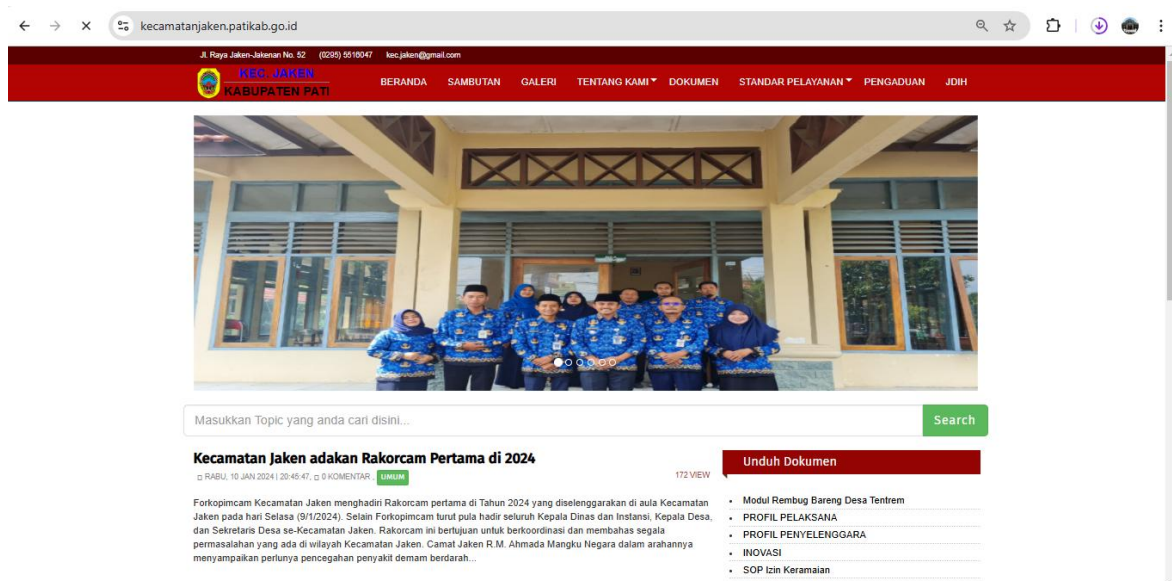 kecamatanjaken.patikab.go.id
Jl. Raya Jaken-Jakenan No. 52 (0295) 5516047 kec.jaken@gmail.com
KEC. JAKEN
KABUPATEN PATI
BERANDA SAMBUTAN GALERI TENTANG KAMI DOKUMEN STANDAR PELAYANAN PENGADUAN JDIH
Masukkan Topic yang anda cari disini...
Search
Kecamatan Jaken adakan Rakorcam Pertama di 2024
RABU, 10 JAN 2024 | 20:45:47, 0 KOMENTAR , UMUM
172 VIEW
Forkopimcam Kecamatan Jaken menghadiri Rakorcam pertama di Tahun 2024 yang diselenggarakan di aula Kecamatan
Jaken pada hari Selasa (9/1/2024). Selain Forkopimcam turut pula hadir seluruh Kepala Dinas dan Instansi, Kepala Desa,
dan Sekretaris Desa se-Kecamatan Jaken. Rakorcam ini bertujuan untuk berkoordinasi dan membahas segala
permasalahan yang ada di wilayah Kecamatan Jaken. Camat Jaken R.M. Ahmada Mangku Negara dalam arahannya
menyampaikan perlunya pencegahan penyakit demam berdarah...
Unduh Dokumen
Modul Rembug Bareng Desa Tentrem
PROFIL PELAKSANA
PROFIL PENYELENGGARA
INOVASI
SOP Izin Keramaian